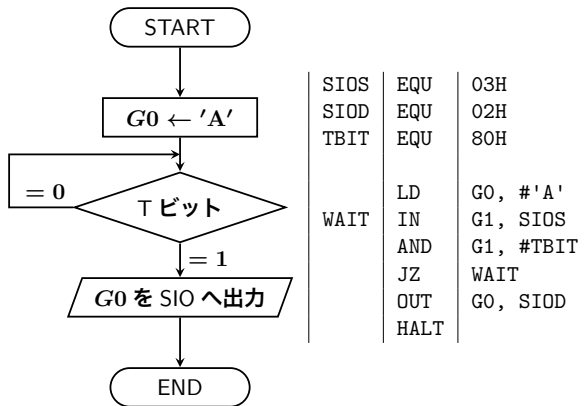 START
G0 ← 'A'
= 0
T ビット
= 1
G0 を SIO へ出力
END
SIOS EQU 03H
SIOD EQU 02H
TBIT EQU 80H
LD G0, #'A'
WAIT IN G1, SIOS
AND G1, #TBIT
JZ WAIT
OUT G0, SIOD
HALT